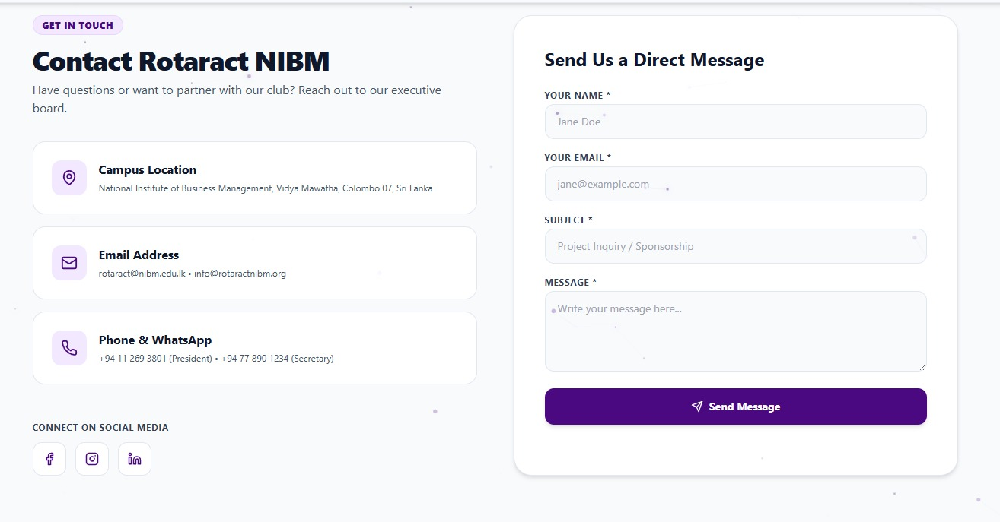 GET IN TOUCH
Contact Rotaract NIBM
Have questions or want to partner with our club? Reach out to our executive
board.
Campus Location
National Institute of Business Management, Vidya Mawatha, Colombo 07, Sri Lanka
Email Address
rotaract@nibm.edu.lk • info@rotaractnibm.org
Phone & WhatsApp
+94 11 269 3801 (President) • +94 77 890 1234 (Secretary)
CONNECT ON SOCIAL MEDIA
Send Us a Direct Message
YOUR NAME *
Jane Doe
YOUR EMAIL *
jane@example.com
SUBJECT *
Project Inquiry / Sponsorship
MESSAGE *
Write your message here...
Send Message